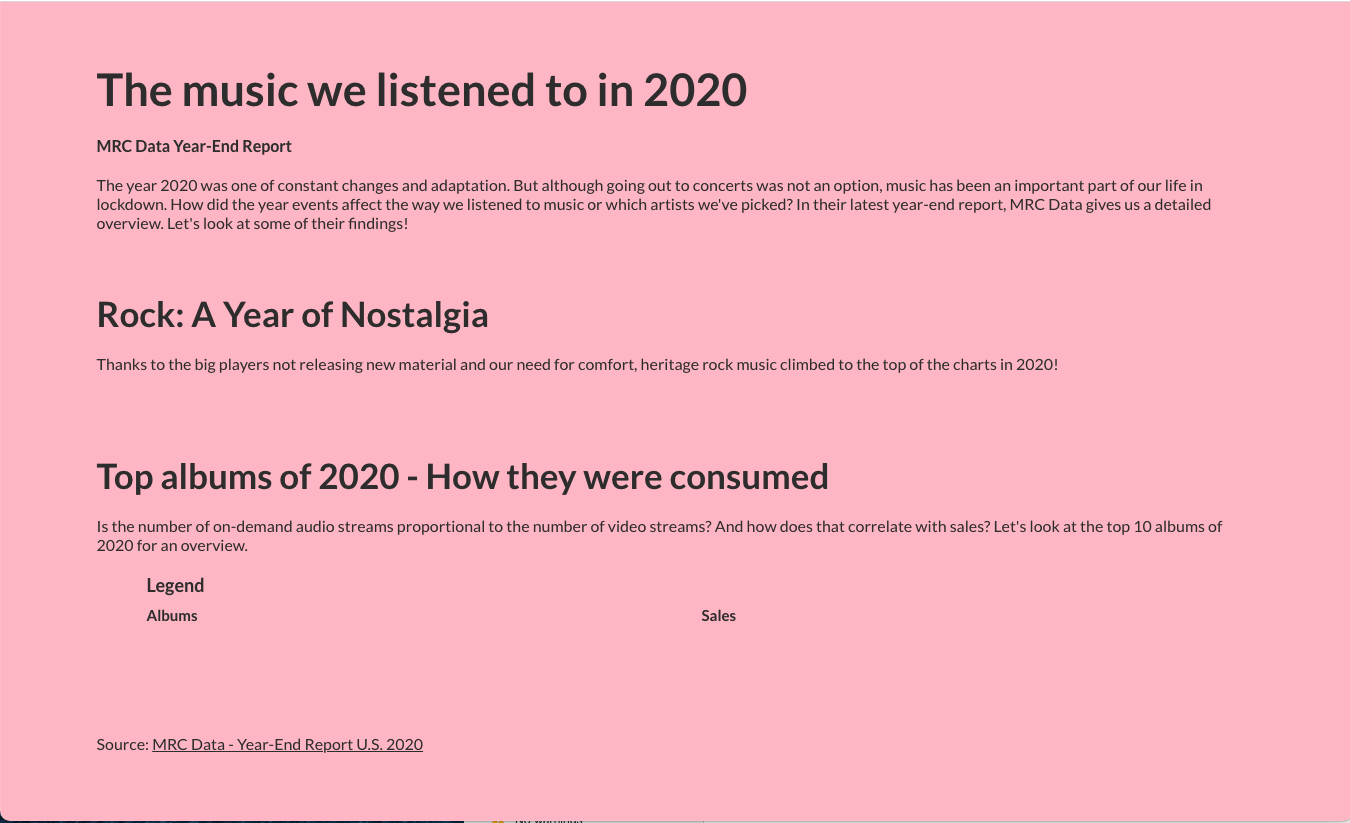 The music we listened to in 2020
MRC Data Year-End Report
The year 2020 was one of constant changes and adaptation. But although going out to concerts was not an option, music has been an important part of our life in
lockdown. How did the year events affect the way we listened to music or which artists we've picked? In their latest year-end report, MRC Data gives us a detailed
overview. Let's look at some of their findings!
Rock: A Year of Nostalgia
Thanks to the big players not releasing new material and our need for comfort, heritage rock music climbed to the top of the charts in 2020!
Top albums of 2020 - How they were consumed
Is the number of on-demand audio streams proportional to the number of video streams? And how does that correlate with sales? Let's look at the top 10 albums of
2020 for an overview.
Legend
Albums Sales
Source: MRC Data - Year-End Report U.S. 2020